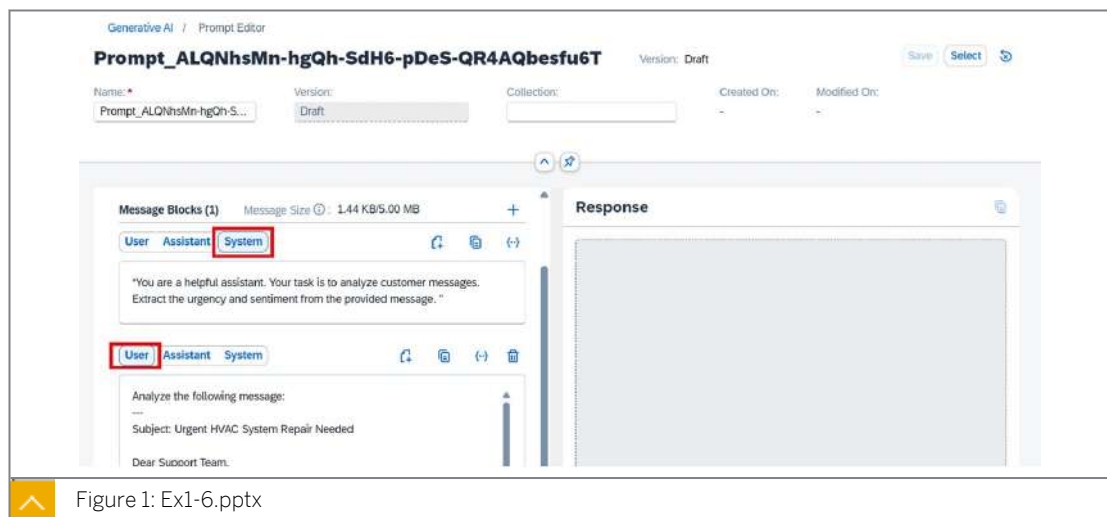 Generative AI / Prompt Editor
Prompt_ALQNhsMn-hgQh-SdH6-pDeS-QR4AQbesfu6T Version: Draft Save Select
Name: * Version: Collection: Created On: Modified On:
Prompt_ALQNhsMn-hgQh-S... Draft - -
Message Blocks (1) Message Size : 1.44 KB/5.00 MB
Response
User Assistant System
"You are a helpful assistant. Your task is to analyze customer messages.
Extract the urgency and sentiment from the provided message. "
User Assistant System
Analyze the following message:
---
Subject: Urgent HVAC System Repair Needed
Dear Support Team,
Figure 1: Ex1-6.pptx